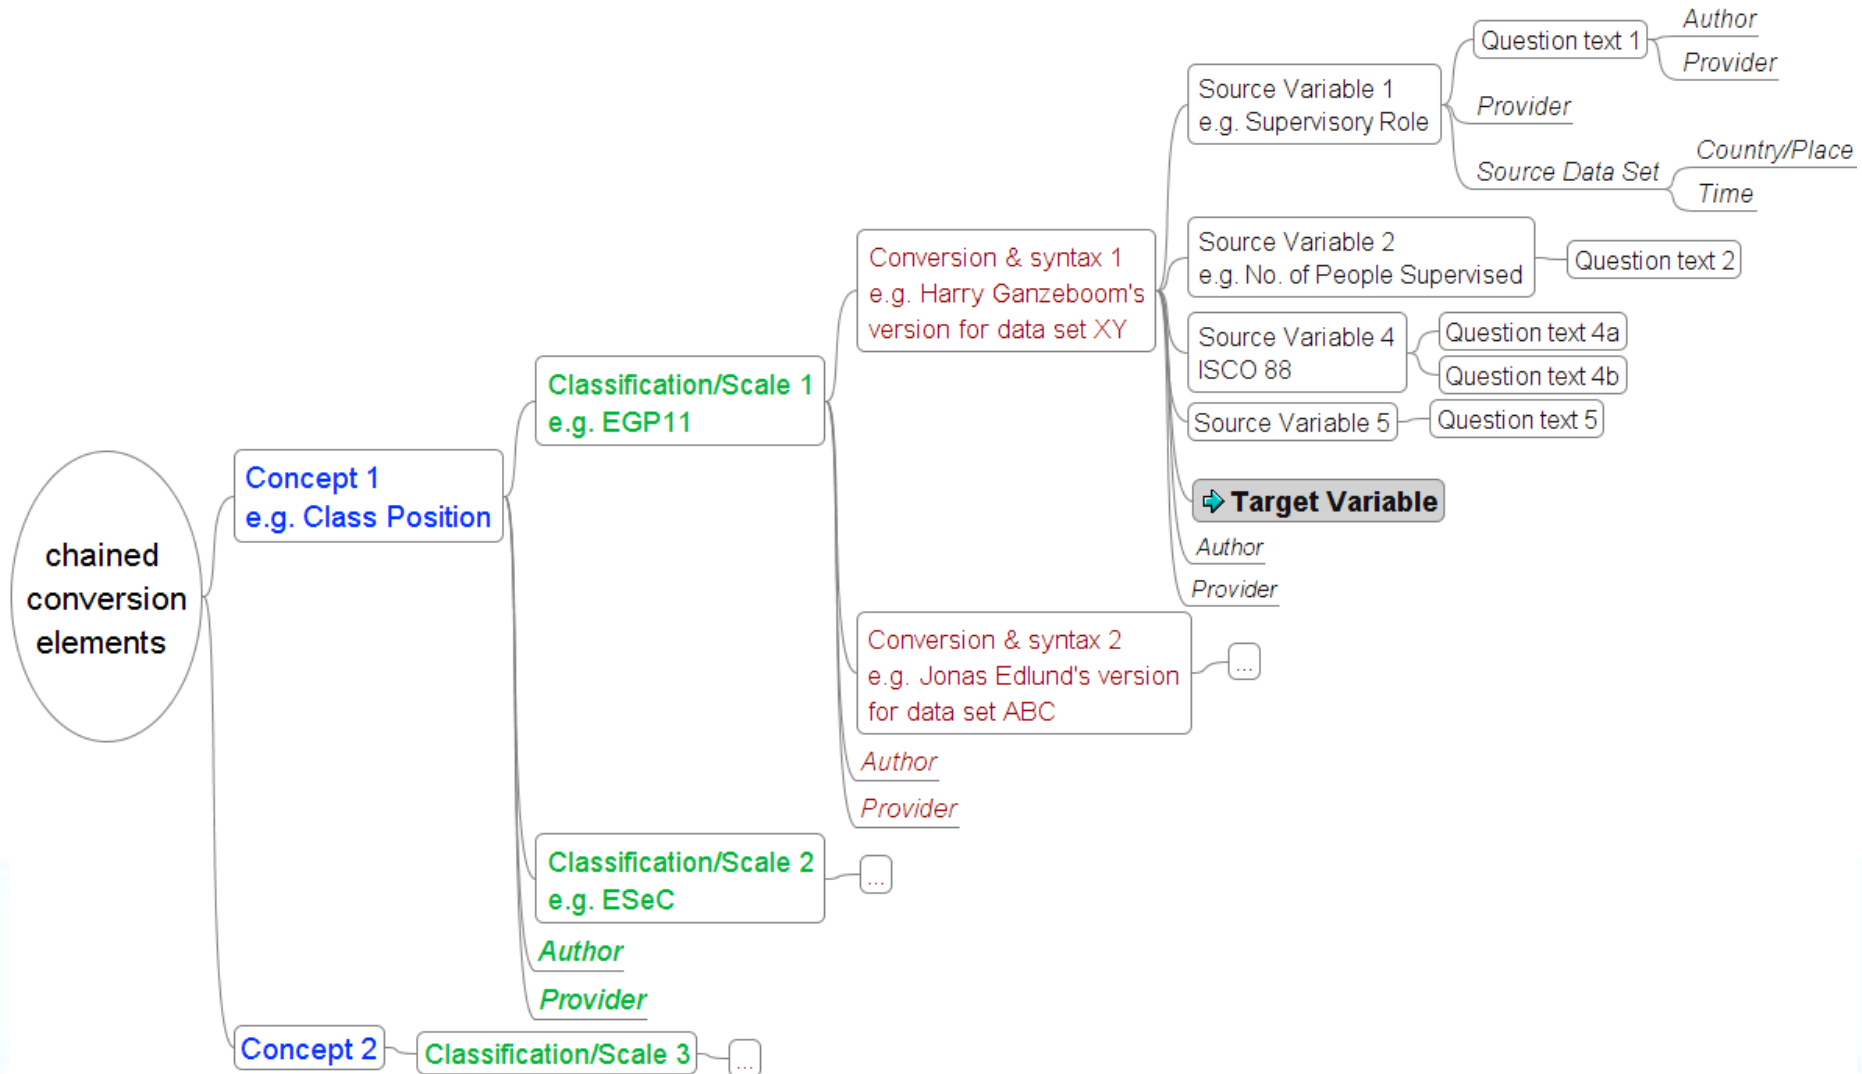 chained
conversion
elements
Concept 1
e.g. Class Position
Classification/Scale 1
e.g. EGP11
Conversion & syntax 1
e.g. Harry Ganzeboom's
version for data set XY
Source Variable 1
e.g. Supervisory Role
Question text 1
Author
Provider
Provider
Source Data Set
Country/Place
Time
Source Variable 2
e.g. No. of People Supervised
Question text 2
Source Variable 4
ISCO 88
Question text 4a
Question text 4b
Source Variable 5
Question text 5
Target Variable
Author
Provider
Conversion & syntax 2
e.g. Jonas Edlund's version
for data set ABC
...
Author
Provider
Classification/Scale 2
e.g. ESeC
...
Author
Provider
Concept 2
Classification/Scale 3
...